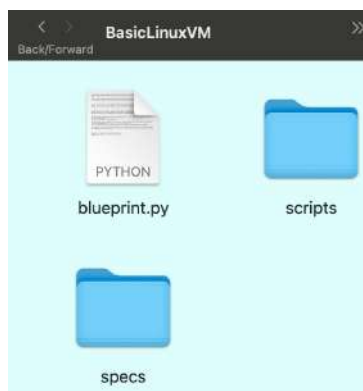 BasicLinuxVM
Back/Forward
PYTHON
blueprint.py
scripts
specs